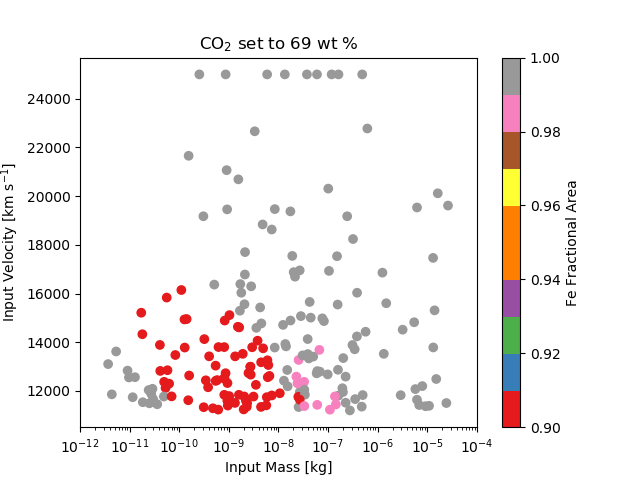 CO₂ set to 69 wt %
Input Velocity [km s⁻¹]
24000
22000
20000
18000
16000
14000
12000
10⁻¹² 10⁻¹¹ 10⁻¹⁰ 10⁻⁹ 10⁻⁸ 10⁻⁷ 10⁻⁶ 10⁻⁵ 10⁻⁴
Input Mass [kg]
1.00
0.98
0.96
0.94
0.92
0.90
Fe Fractional Area